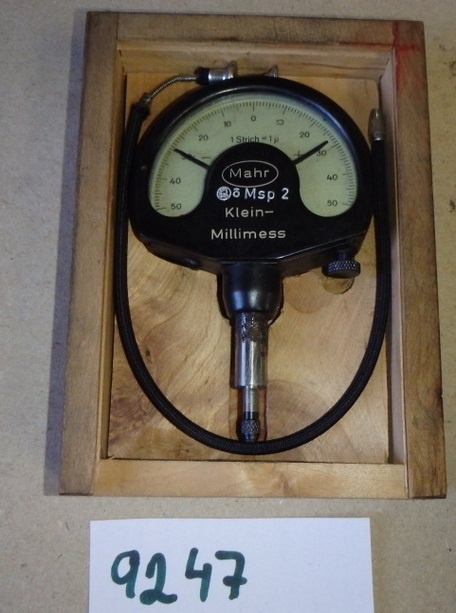 20 10 0 10 20
30
1 Strich = 1 µ
40 40
50 50
Mahr
Msp 2
Klein-
Millimess
9247